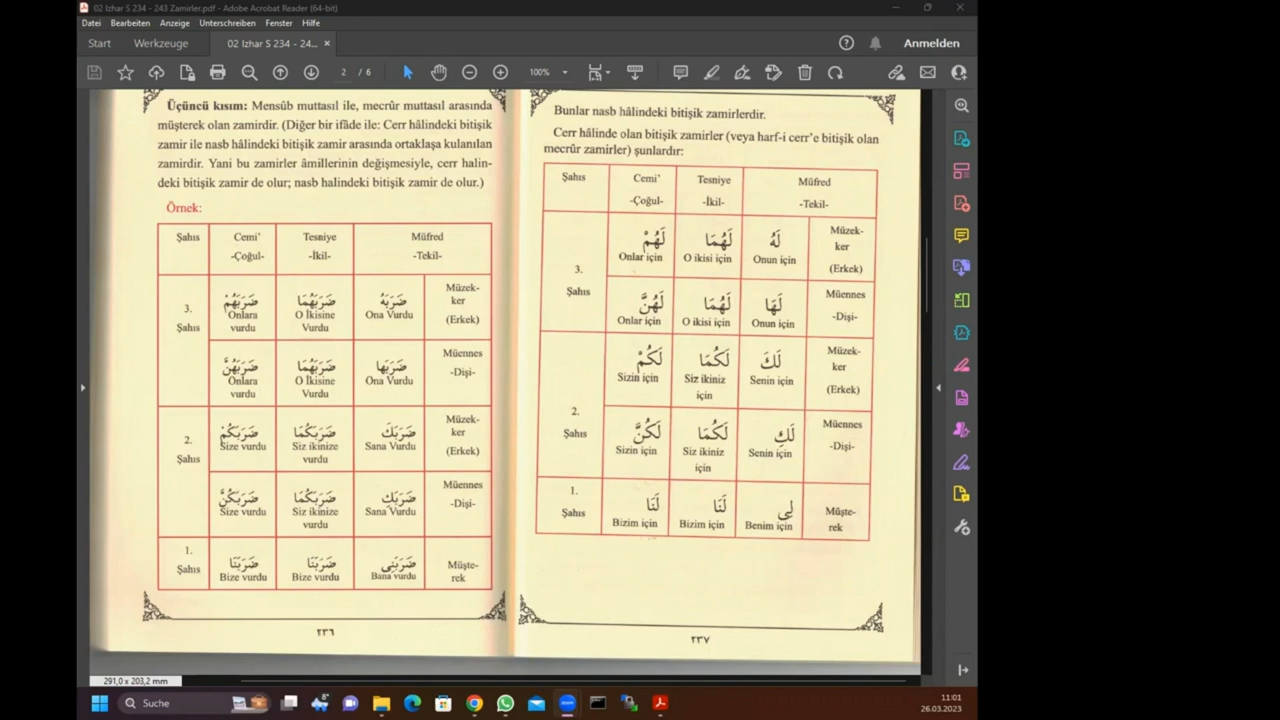 02 Izhar S 234 - 243 Zamirler.pdf - Adobe Acrobat Reader (64-bit)
Datei Bearbeiten Anzeige Unterschreiben Fenster Hilfe
Start Werkzeuge 02 Izhar S 234 - 24... × Anmelden
2 / 6 100%
Üçüncü kısım: Mensûb muttasıl ile, mecrûr muttasıl arasında
müşterek olan zamirdir. (Diğer bir ifâde ile: Cerr hâlindeki bitişik
zamir ile nasb hâlindeki bitişik zamir arasında ortaklaşa kulanılan
zamirdir. Yani bu zamirler âmillerinin değişmesiyle, cerr halin-
deki bitişik zamir de olur; nasb halindeki bitişik zamir de olur.)
Örnek:
Şahıs Cemi’ Tesniye Müfred
-Çoğul- -İkil- -Tekil-
3.
Şahıs
ضَرَبَهُمْ ضَرَبَهُمَا ضَرَبَهُ Müzek-
Onlara O İkisine Ona Vurdu ker
vurdu Vurdu (Erkek)
ضَرَبَهُنَّ ضَرَبَهُمَا ضَرَبَهَا Müennes
Onlara O İkisine Ona Vurdu -Dişi-
vurdu Vurdu
2.
Şahıs
ضَرَبَكُمْ ضَرَبَكُمَا ضَرَبَكَ Müzek-
Size vurdu Siz ikinize Sana Vurdu ker
vurdu (Erkek)
ضَرَبَكُنَّ ضَرَبَكُمَا ضَرَبَكِ Müennes
Size vurdu Siz ikinize Sana Vurdu -Dişi-
vurdu
1.
Şahıs
ضَرَبَنَا ضَرَبَنَا ضَرَبَنِى Müşte-
Bize vurdu Bize vurdu Bana vurdu rek
٢٣٦
Bunlar nasb hâlindeki bitişik zamirlerdir.
Cerr hâlinde olan bitişik zamirler (veya harf-i cerr’e bitişik olan
mecrûr zamirler) şunlardır:
Şahıs Cemi’ Tesniye Müfred
-Çoğul- -İkil- -Tekil-
3.
Şahıs
لَهُمْ لَهُمَا لَهُ Müzek-
Onlar için O ikisi için Onun için ker
(Erkek)
لَهُنَّ لَهُمَا لَهَا Müennes
Onlar için O ikisi için Onun için -Dişi-
2.
Şahıs
لَكُمْ لَكُمَا لَكَ Müzek-
Sizin için Siz ikiniz Senin için ker
için (Erkek)
لَكُنَّ لَكُمَا لَكِ Müennes
Sizin için Siz ikiniz Senin için -Dişi-
için
1.
Şahıs
لَنَا لَنَا لِى Müşte-
Bizim için Bizim için Benim için rek
٢٣٧
291,0 x 203,2 mm
Suche 8° 11:01
26.03.2023